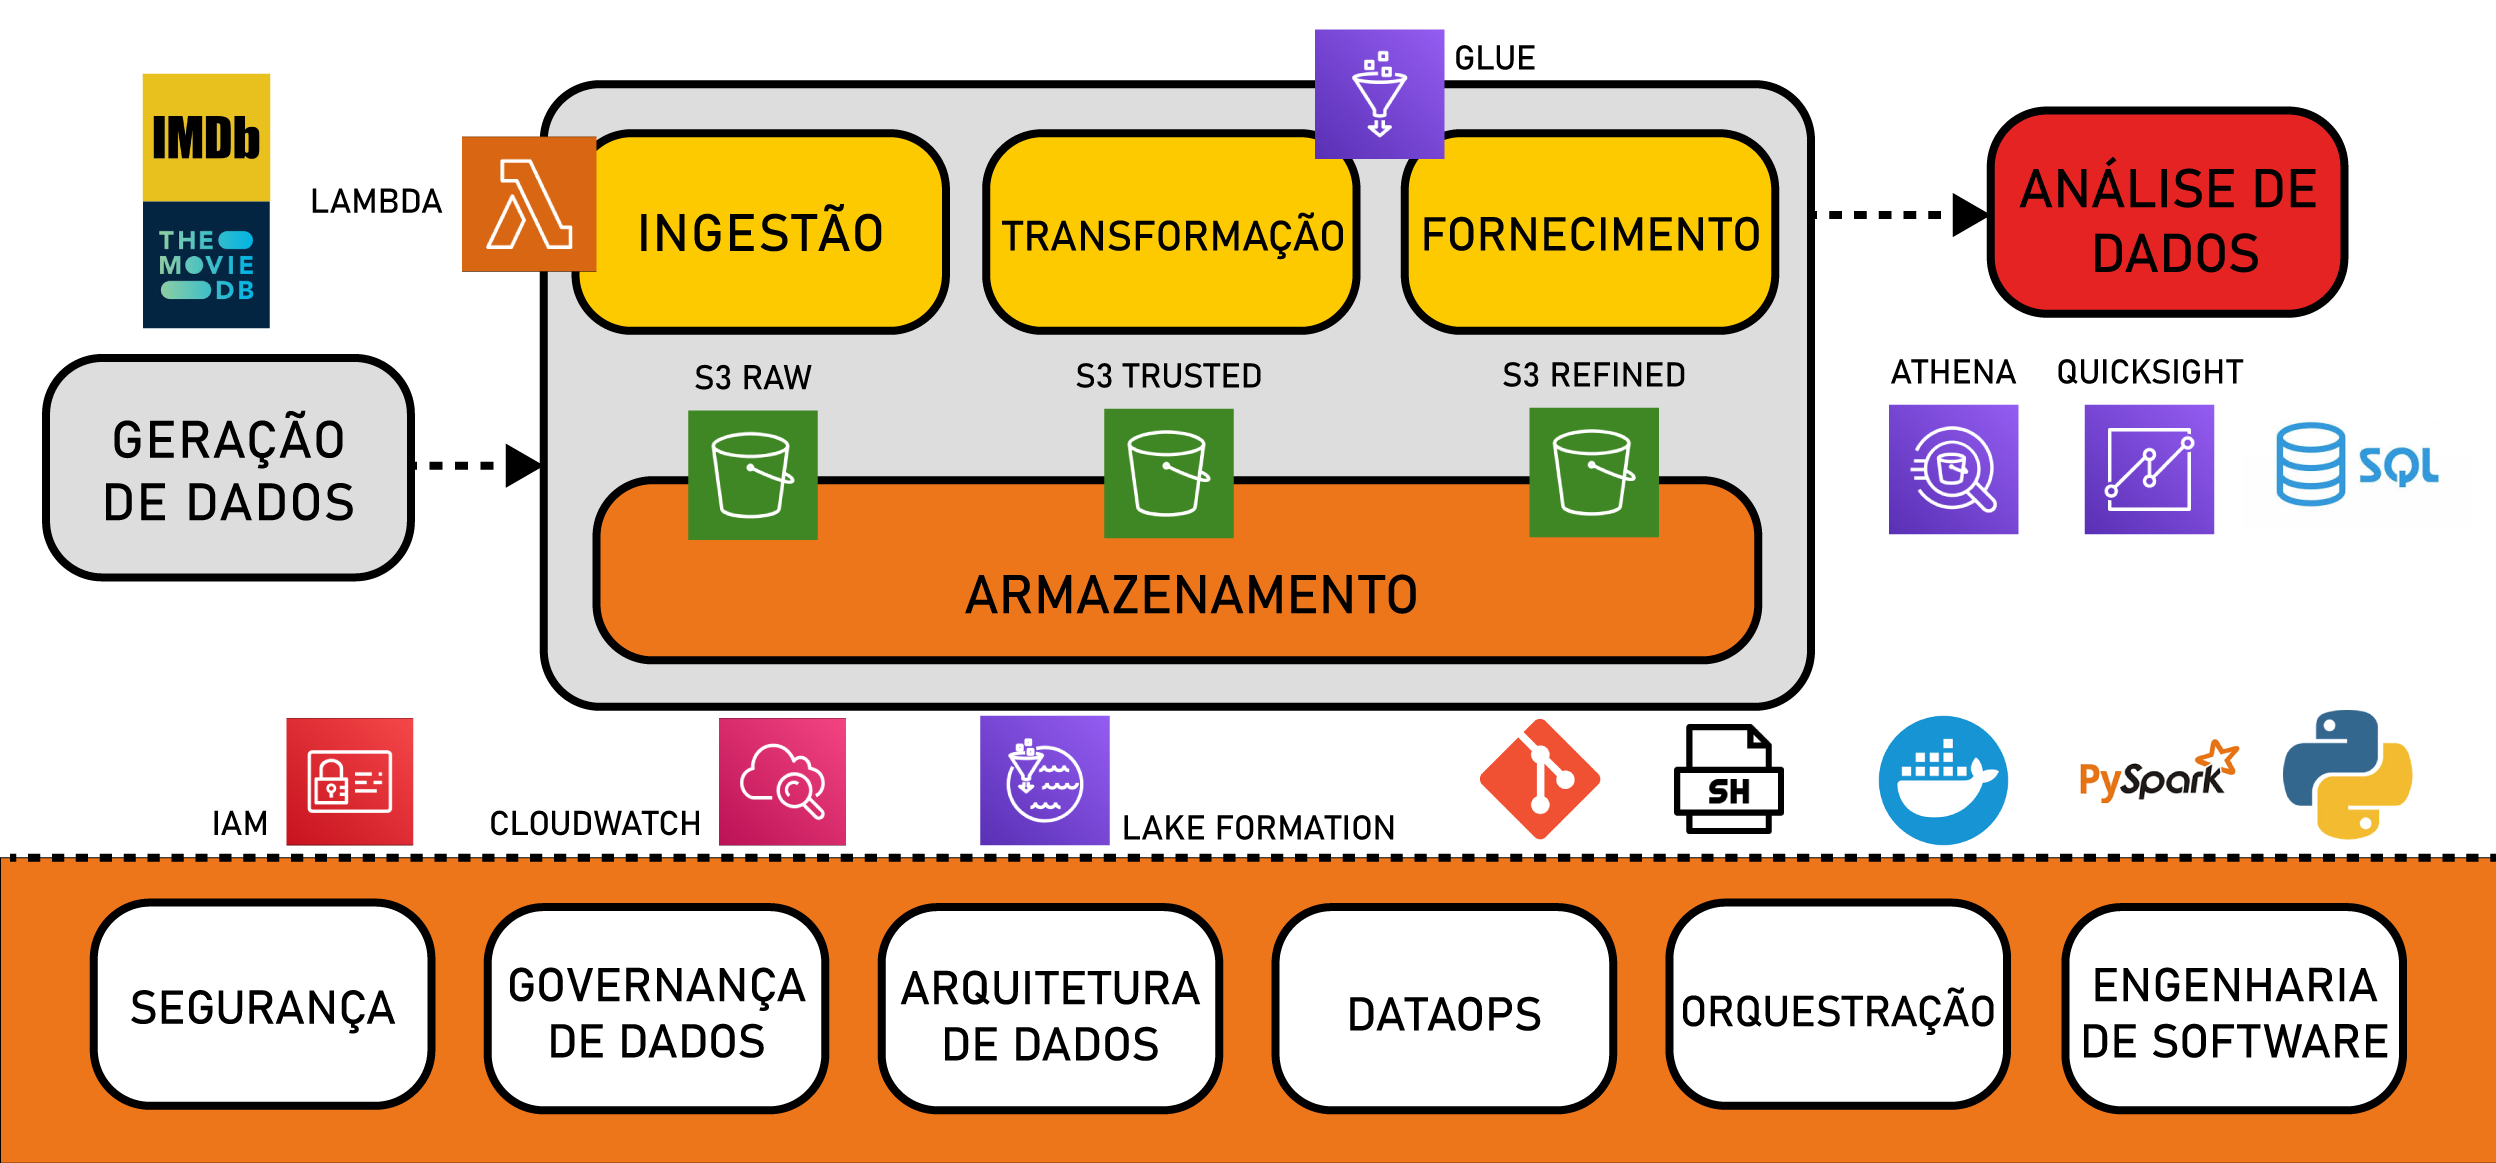 GLUE
IMDb
THE
MOVIE
DB
LAMBDA
INGESTÃO
TRANSFORMAÇÃO
FORNECIMENTO
ANÁLISE DE
DADOS
GERAÇÃO
DE DADOS
S3 RAW
S3 TRUSTED
S3 REFINED
ATHENA
QUICKSIGHT
SQL
ARMAZENAMENTO
IAM
CLOUDWATCH
LAKE FORMATION
SH
PySpark
SEGURANÇA
GOVERNANÇA
DE DADOS
ARQUITETURA
DE DADOS
DATAOPS
ORQUESTRAÇÃO
ENGENHARIA
DE SOFTWARE